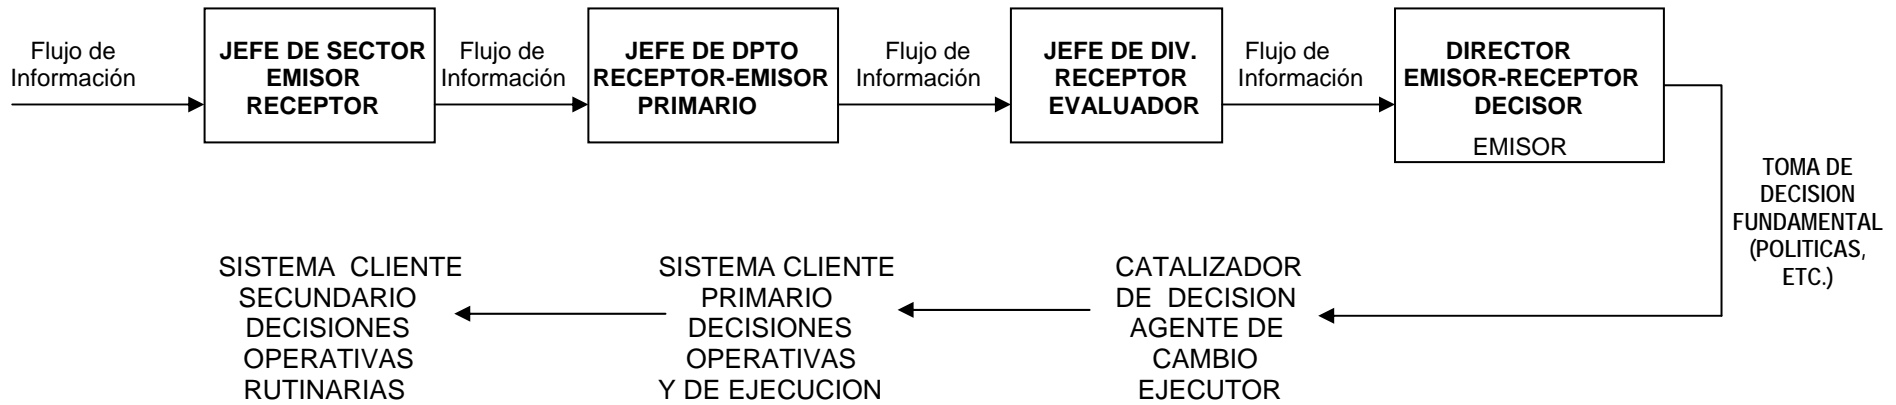 Flujo de
Información
JEFE DE SECTOR
EMISOR
RECEPTOR
Flujo de
Información
JEFE DE DPTO
RECEPTOR-EMISOR
PRIMARIO
Flujo de
Información
JEFE DE DIV.
RECEPTOR
EVALUADOR
Flujo de
Información
DIRECTOR
EMISOR-RECEPTOR
DECISOR
EMISOR
TOMA DE
DECISION
FUNDAMENTAL
(POLITICAS,
ETC.)
SISTEMA CLIENTE
SECUNDARIO
DECISIONES
OPERATIVAS
RUTINARIAS
SISTEMA CLIENTE
PRIMARIO
DECISIONES
OPERATIVAS
Y DE EJECUCION
CATALIZADOR
DE DECISION
AGENTE DE
CAMBIO
EJECUTOR